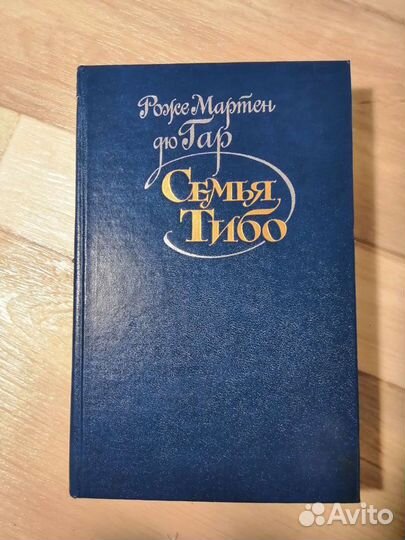 Роже Мартен
дю Гар
Семья
Тибо
Avito